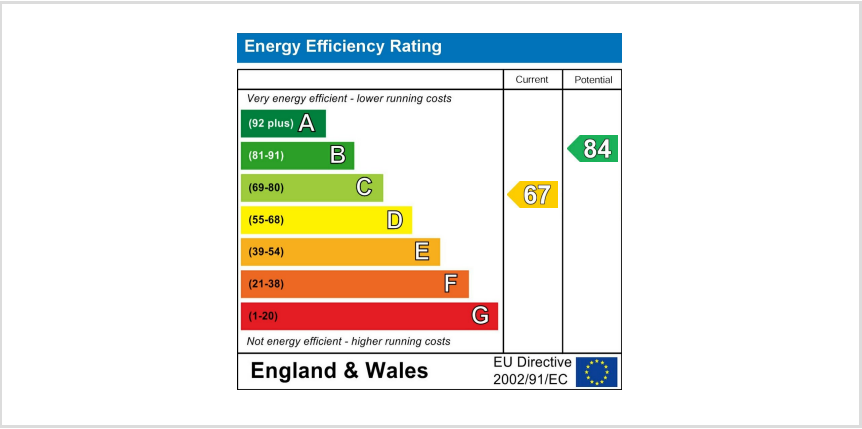 Energy Efficiency Rating
Current Potential
Very energy efficient - lower running costs
(92 plus) A
(81-91) B
84
(69-80) C
67
(55-68) D
(39-54) E
(21-38) F
(1-20) G
Not energy efficient - higher running costs
England & Wales
EU Directive
2002/91/EC